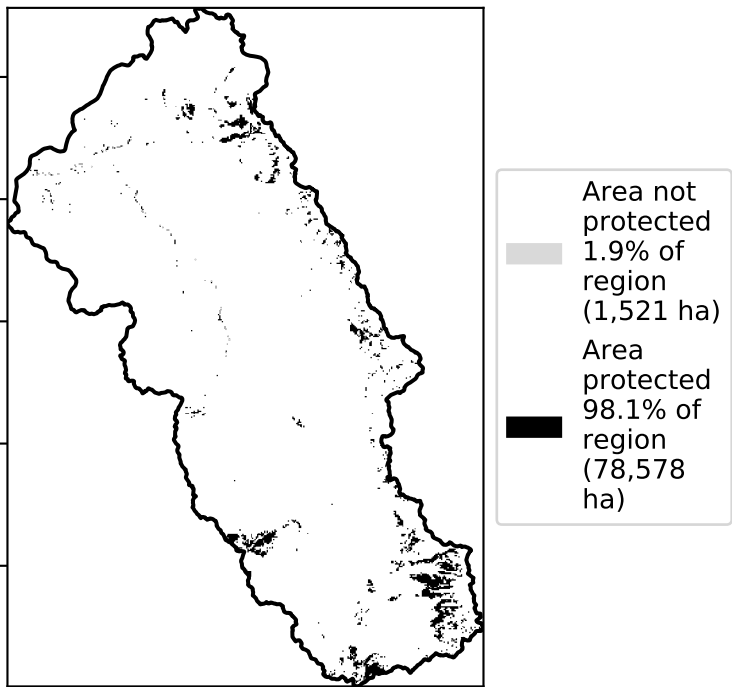 Area not
protected
1.9% of
region
(1,521 ha)
Area
protected
98.1% of
region
(78,578
ha)